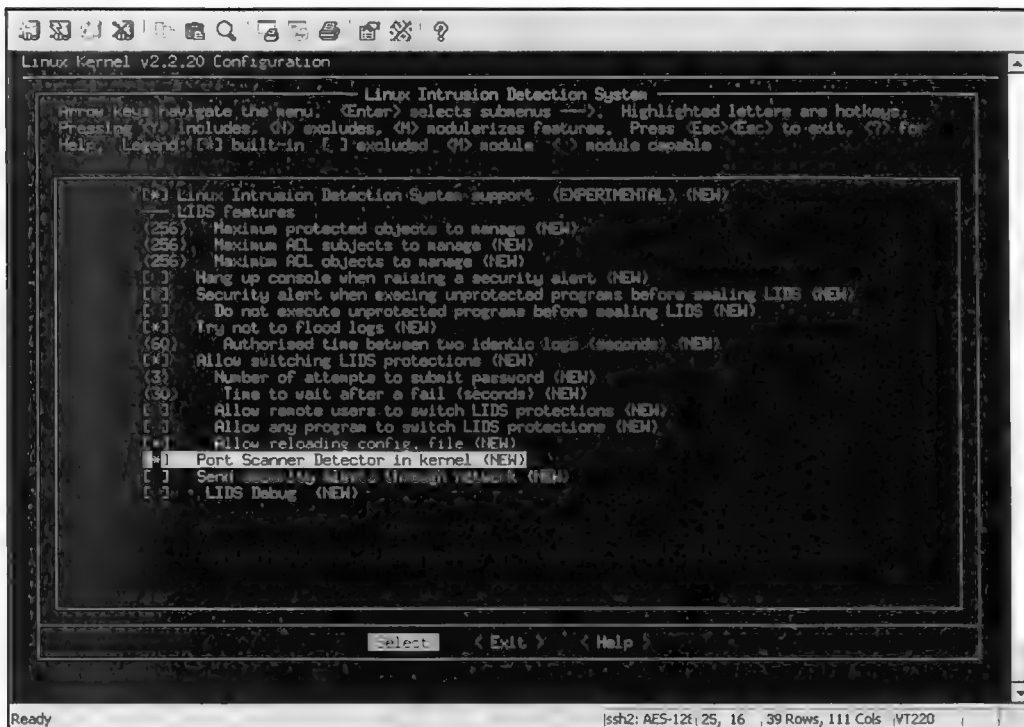 Linux Kernel v2.2.20 Configuration
Linux Intrusion Detection System
Arrow keys navigate the menu. <Enter> selects submenus --->. Highlighted letters are hotkeys.
Pressing <Y> includes, <N> excludes, <M> modularizes features. Press <Esc><Esc> to exit, <?> for
Help. Legend: [*] built-in [ ] excluded <M> module < > module capable
[*] Linux Intrusion Detection System support (EXPERIMENTAL) (NEW)
--- LIDS features
(256) Maximum protected objects to manage (NEW)
(256) Maximum ACL subjects to manage (NEW)
(256) Maximum ACL objects to manage (NEW)
[ ] Hang up console when raising a security alert (NEW)
[ ] Security alert when execing unprotected programs before sealing LIDS (NEW)
[ ] Do not execute unprotected programs before sealing LIDS (NEW)
[*] Try not to flood logs (NEW)
(60) Authorised time between two identic logs (seconds) (NEW)
[*] Allow switching LIDS protections (NEW)
(3) Number of attempts to submit password (NEW)
(30) Time to wait after a fail (seconds) (NEW)
[ ] Allow remote users to switch LIDS protections (NEW)
[ ] Allow any program to switch LIDS protections (NEW)
[*] Allow reloading config. file (NEW)
[*] Port Scanner Detector in kernel (NEW)
[ ] Send security alerts through network (NEW)
[ ] LIDS Debug (NEW)
<Select> < Exit > < Help >
Ready ssh2: AES-128 25, 16 39 Rows, 111 Cols VT220